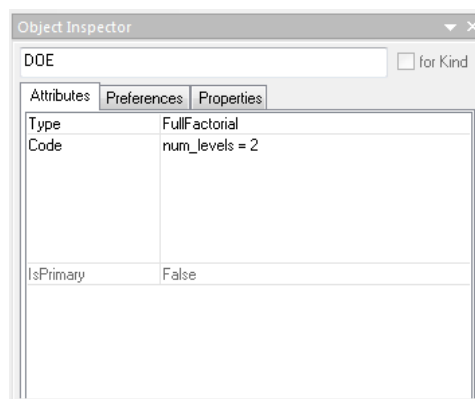 Object Inspector
DOE for Kind
Attributes Preferences Properties
Type FullFactorial
Code num_levels = 2
IsPrimary False